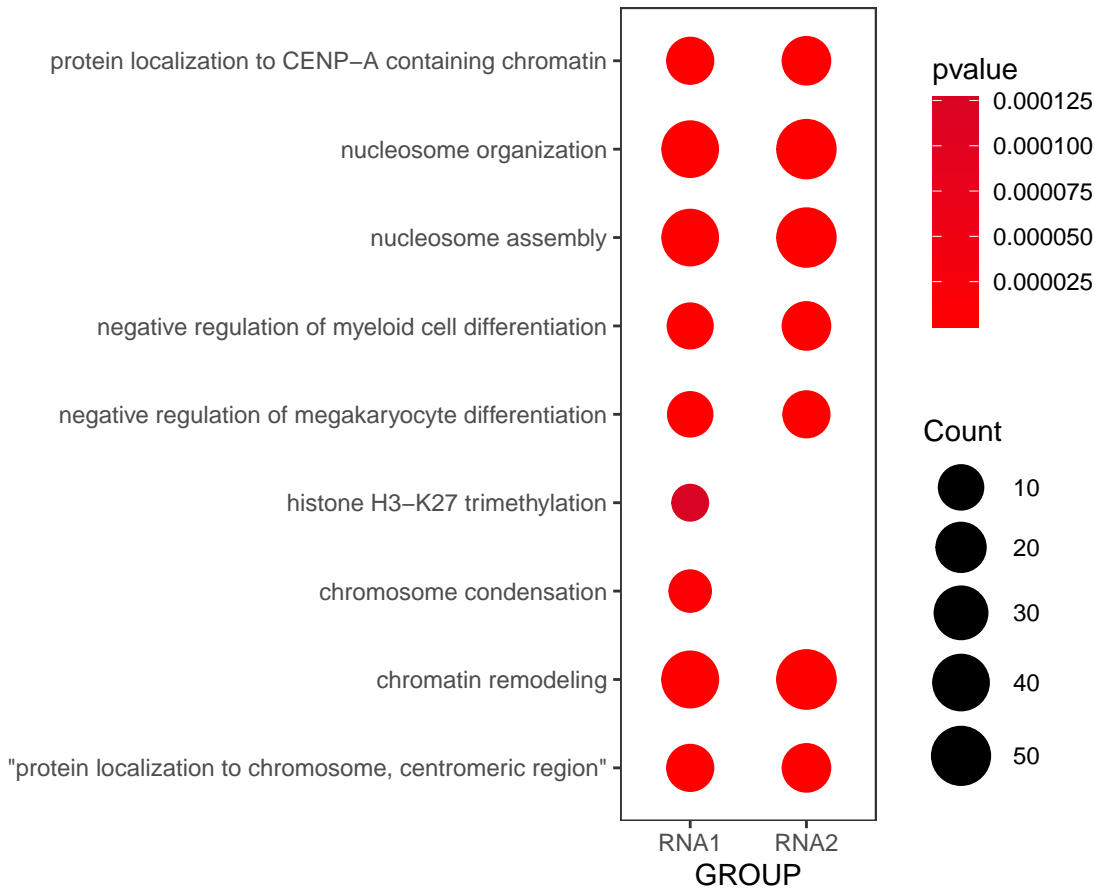 protein localization to CENP−A containing chromatin
nucleosome organization
nucleosome assembly
negative regulation of myeloid cell differentiation
negative regulation of megakaryocyte differentiation
histone H3−K27 trimethylation
chromosome condensation
chromatin remodeling
"protein localization to chromosome, centromeric region"
RNA1 RNA2
GROUP
pvalue
0.000125
0.000100
0.000075
0.000050
0.000025
Count
10
20
30
40
50